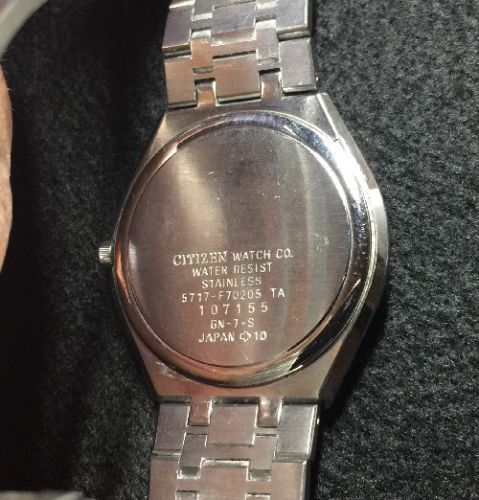 CITIZEN WATCH CO.
WATER RESIST
STAINLESS
5717-F70205 TA
107155
GN-7-S
JAPAN ➩10